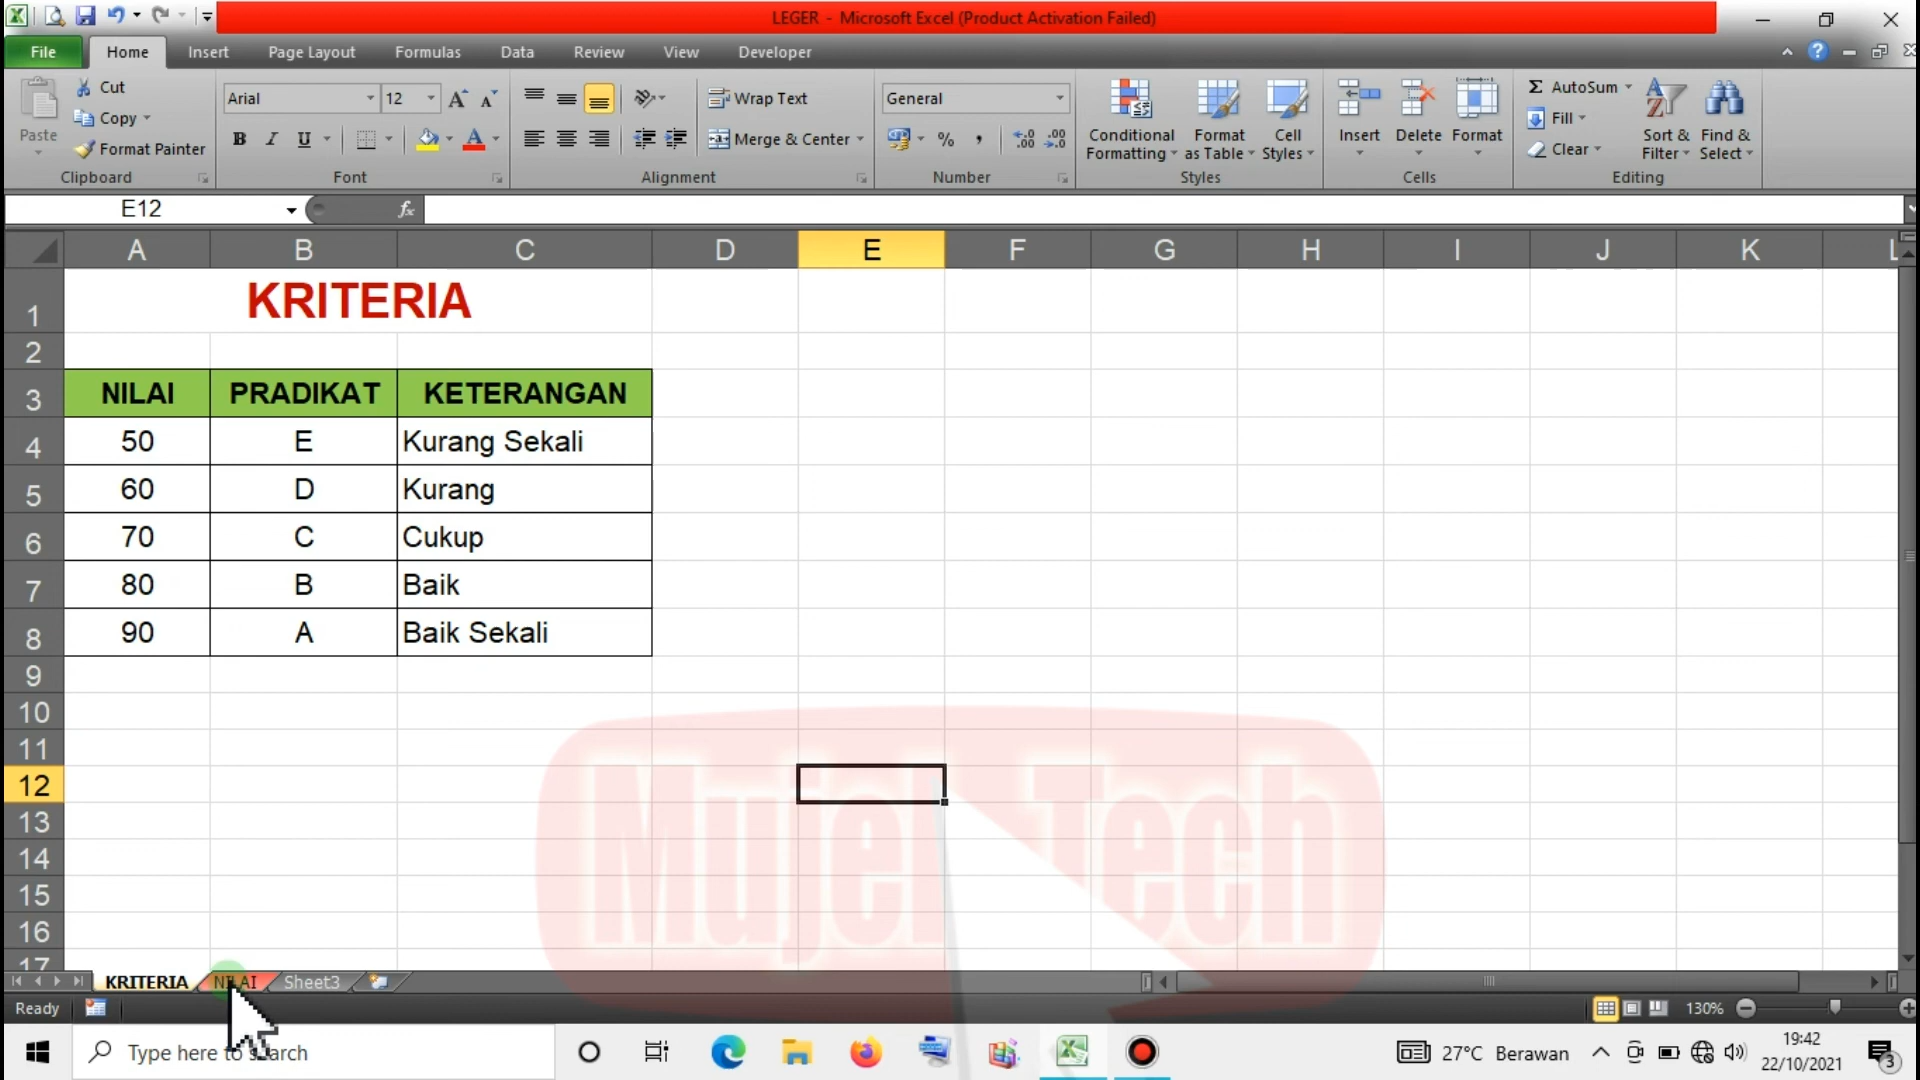 LEGER - Microsoft Excel (Product Activation Failed)
File Home Insert Page Layout Formulas Data Review View Developer
Paste
Cut
Copy
Format Painter
Clipboard
Arial 12
B I U
Font
Wrap Text
Merge & Center
Alignment
General
Number
Conditional Formatting
Format as Table
Cell Styles
Styles
Insert
Delete
Format
Cells
Σ AutoSum
Fill
Clear
Sort & Filter
Find & Select
Editing
E12 fx
A B C D E F G H I J K L
1 KRITERIA
2
3 NILAI PRADIKAT KETERANGAN
4 50 E Kurang Sekali
5 60 D Kurang
6 70 C Cukup
7 80 B Baik
8 90 A Baik Sekali
9
10
11
12
13
14
15
16
17
Mujel Tech
KRITERIA NILAI Sheet3
Ready 130%
Type here to search
27°C Berawan
19:42
22/10/2021
3